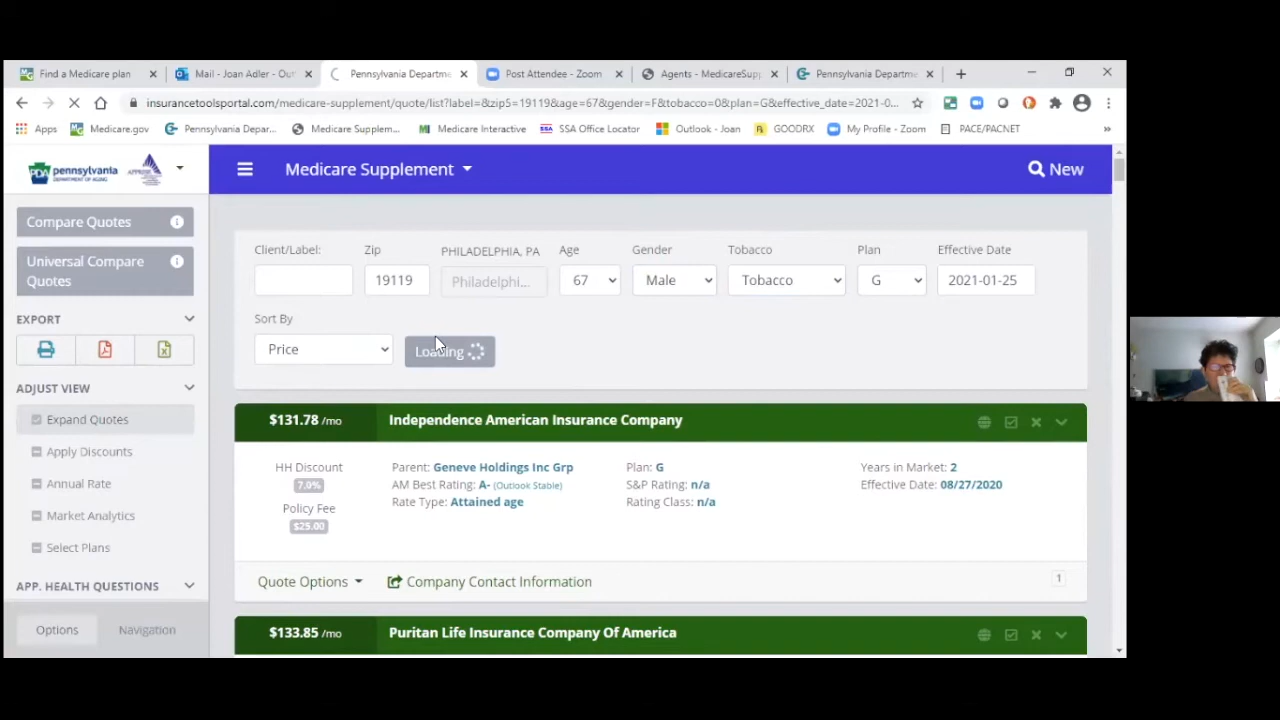 Find a Medicare plan
Mail - Joan Adler - Ou
Pennsylvania Departme
Post Attendee - Zoom
Agents - MedicareSupp
Pennsylvania Departme
insurancetoolsportal.com/medicare-supplement/quote/list?label=&zip5=19119&age=67&gender=F&tobacco=0&plan=G&effective_date=2021-0...
Apps Medicare.gov Pennsylvania Depar... Medicare Supplem... Medicare Interactive SSA Office Locator Outlook - Joan GOODRX My Profile - Zoom PACE/PACNET »
pennsylvania
DEPARTMENT OF AGING
APPRISE
Medicare Supplement
New
Compare Quotes
Universal Compare
Quotes
EXPORT
ADJUST VIEW
Expand Quotes
Apply Discounts
Annual Rate
Market Analytics
Select Plans
APP. HEALTH QUESTIONS
Options Navigation
Client/Label: Zip PHILADELPHIA, PA Age Gender Tobacco Plan Effective Date
19119 Philadelphi... 67 Male Tobacco G 2021-01-25
Sort By
Price Loading
$131.78 /mo Independence American Insurance Company
HH Discount
7.0%
Policy Fee
$25.00
Parent: Geneve Holdings Inc Grp
AM Best Rating: A- (Outlook Stable)
Rate Type: Attained age
Plan: G
S&P Rating: n/a
Rating Class: n/a
Years in Market: 2
Effective Date: 08/27/2020
Quote Options Company Contact Information 1
$133.85 /mo Puritan Life Insurance Company Of America